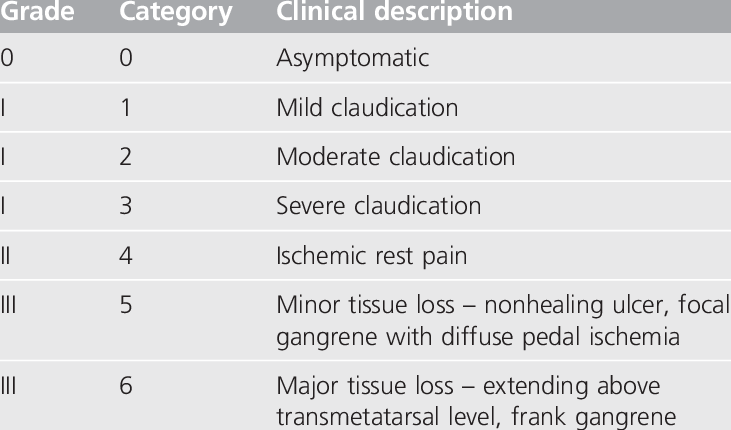 Grade Category Clinical description
0 0 Asymptomatic
I 1 Mild claudication
I 2 Moderate claudication
I 3 Severe claudication
II 4 Ischemic rest pain
III 5 Minor tissue loss – nonhealing ulcer, focal
gangrene with diffuse pedal ischemia
III 6 Major tissue loss – extending above
transmetatarsal level, frank gangrene